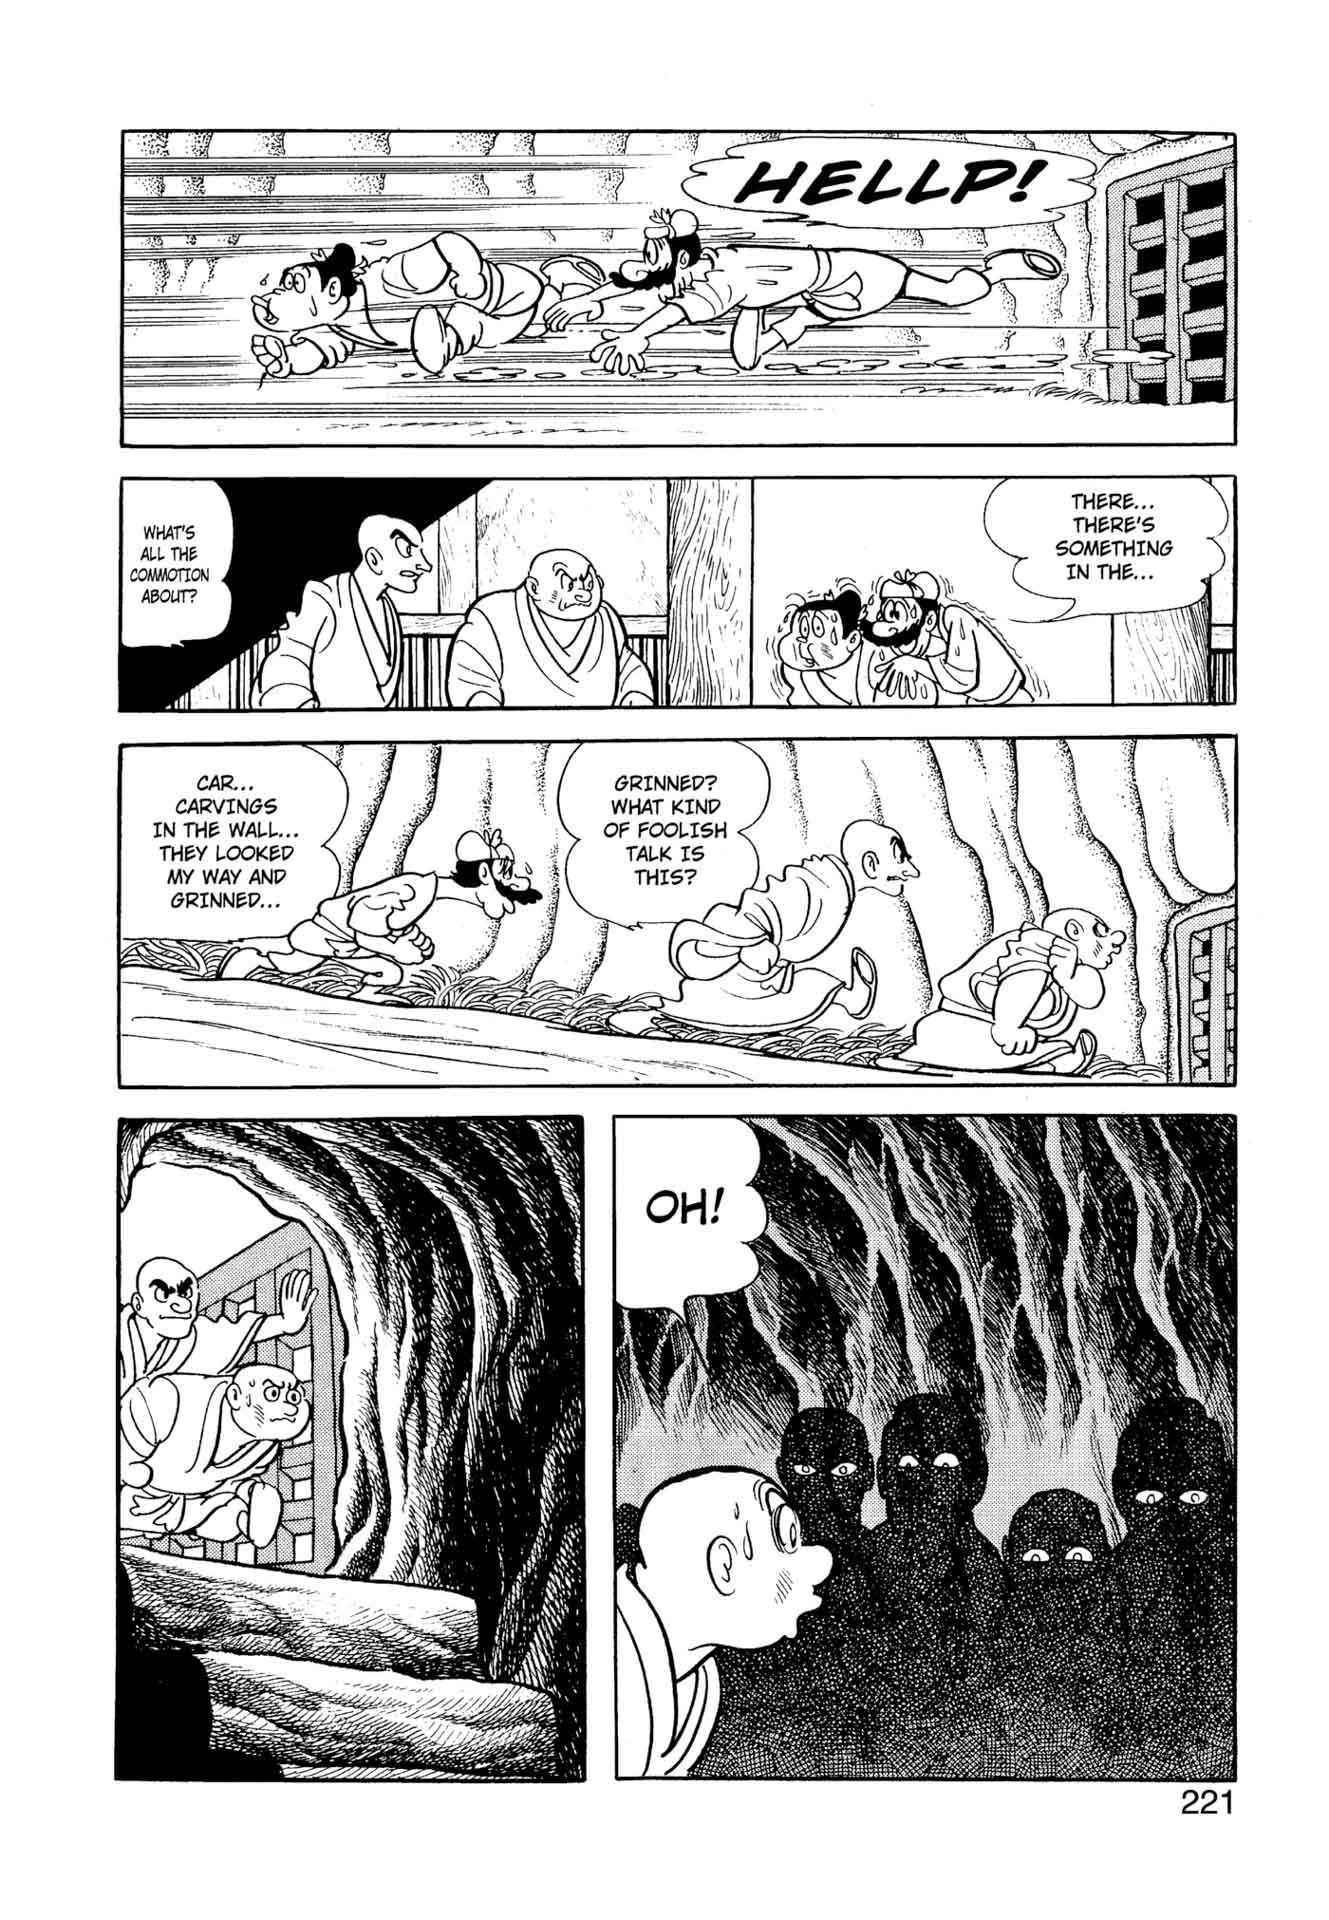 HELLP!
WHAT'S
ALL THE
COMMOTION
ABOUT?
THERE...
THERE'S
SOMETHING
IN THE...
CAR...
CARVINGS
IN THE WALL...
THEY LOOKED
MY WAY AND
GRINNED...
GRINNED?
WHAT KIND
OF FOOLISH
TALK IS
THIS?
OH!
221